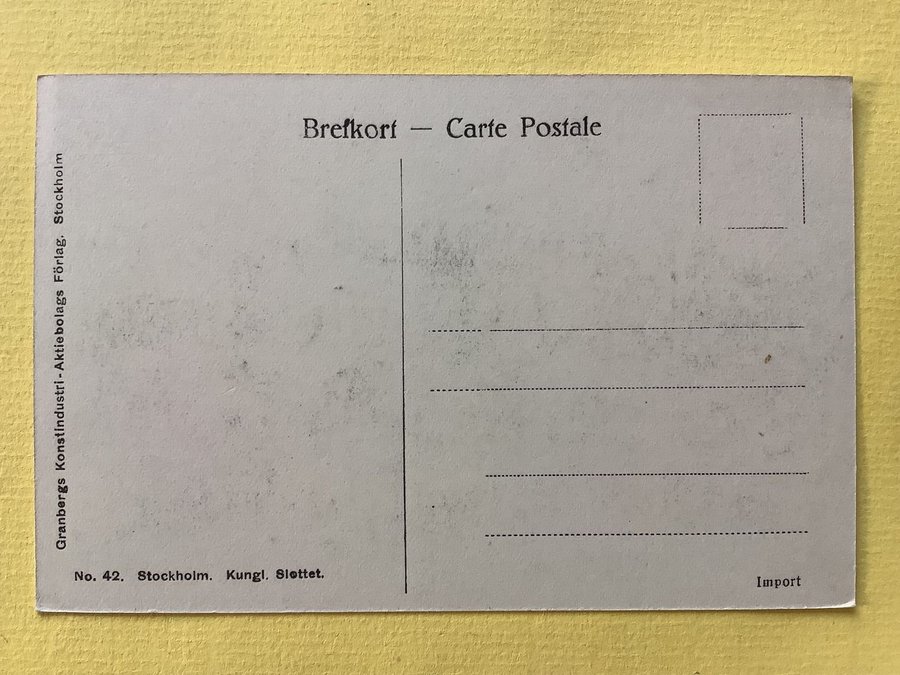 Brefkort — Carte Postale
Granbergs Konstindustri-Aktiebolags Förlag. Stockholm
No. 42. Stockholm. Kungl. Slottet.
Import